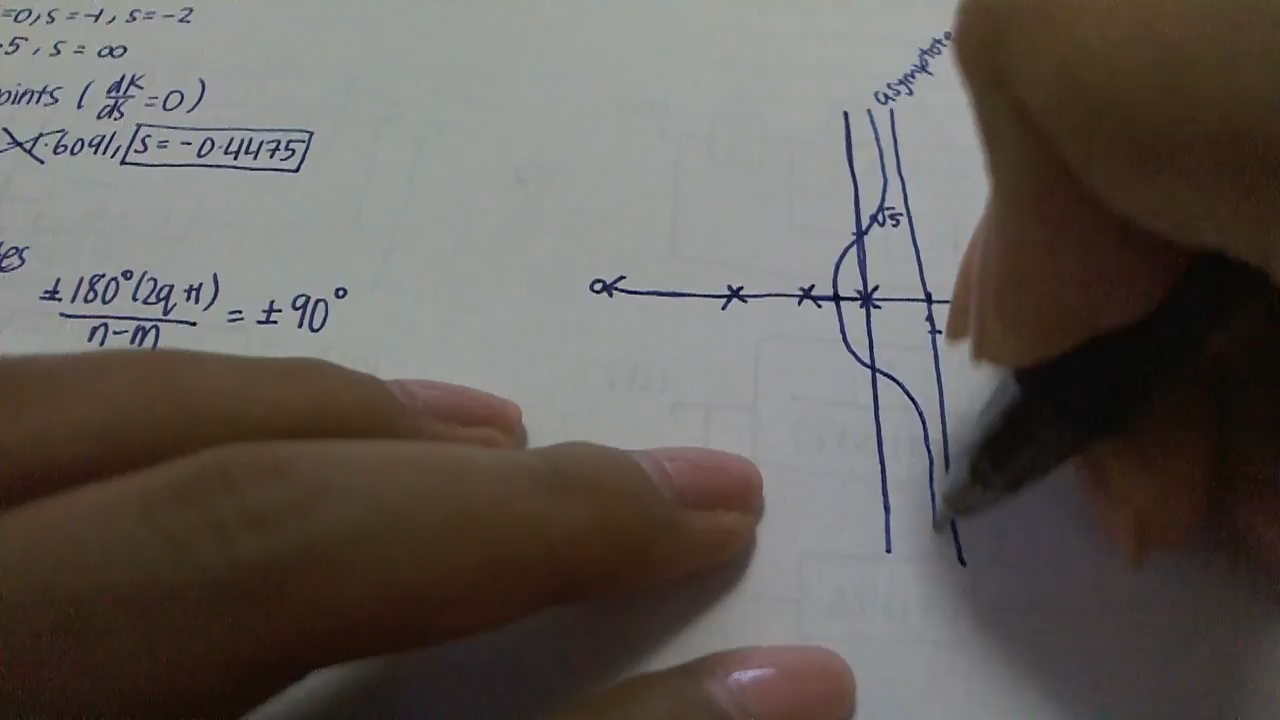 =0, s=-1, s=-2
5, s = ∞
oints (dK/ds = 0)
.6091, s = -0.4475
es
±180°(2q+1)/n-m = ±90°
asymptote
√5